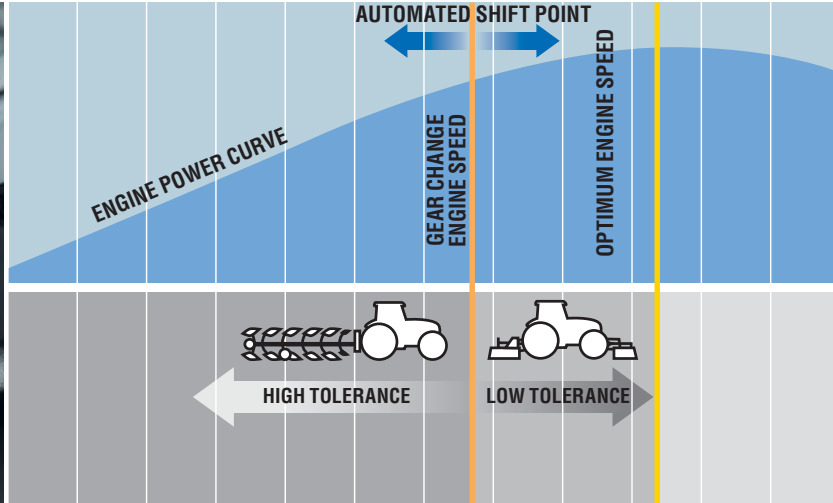 AUTOMATED SHIFT POINT
ENGINE POWER CURVE
GEAR CHANGE
ENGINE SPEED
OPTIMUM ENGINE SPEED
HIGH TOLERANCE
LOW TOLERANCE